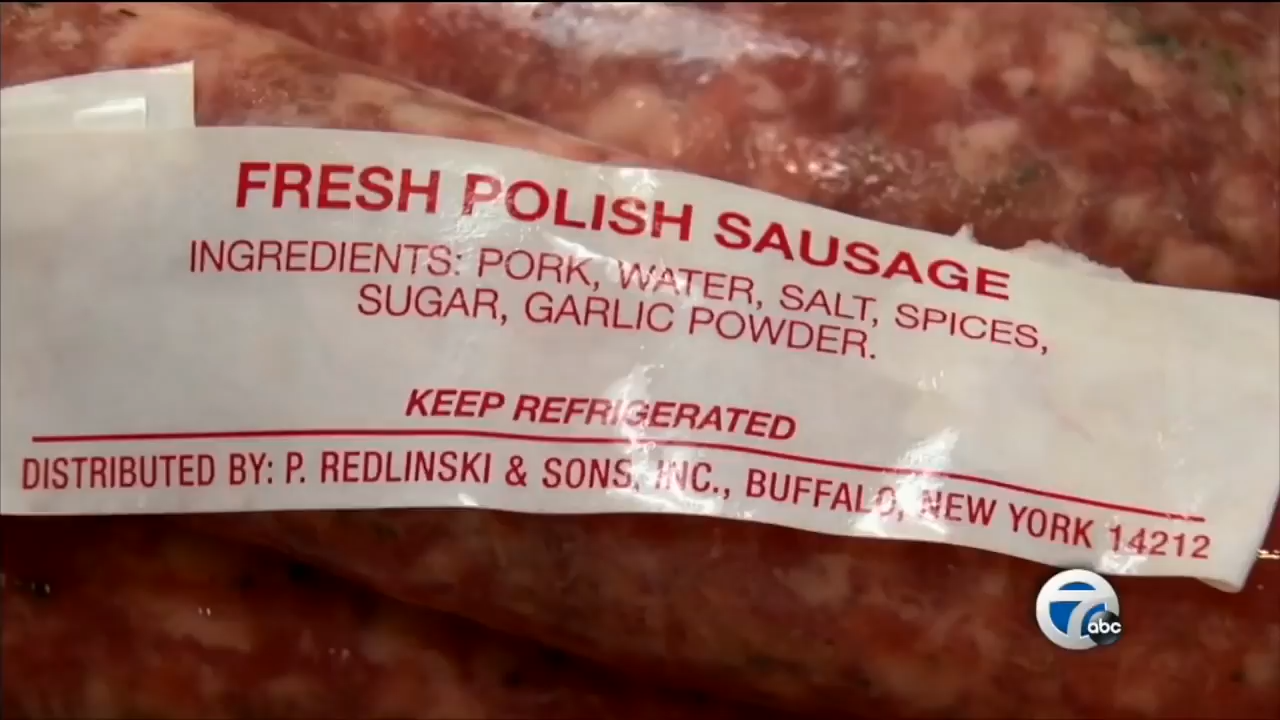 FRESH POLISH SAUSAGE
INGREDIENTS: PORK, WATER, SALT, SPICES,
SUGAR, GARLIC POWDER.
KEEP REFRIGERATED
DISTRIBUTED BY: P. REDLINSKI & SONS, INC., BUFFALO, NEW YORK 14212
7 abc